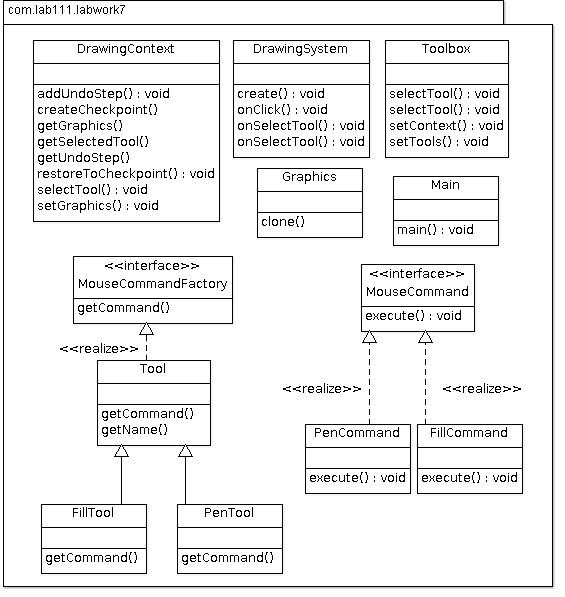 com.lab111.labwork7
DrawingContext
addUndoStep() : void
createCheckpoint()
getGraphics()
getSelectedTool()
getUndoStep()
restoreToCheckpoint() : void
selectTool() : void
setGraphics() : void
DrawingSystem
create() : void
onClick() : void
onSelectTool() : void
onSelectTool() : void
Toolbox
selectTool() : void
selectTool() : void
setContext() : void
setTools() : void
Graphics
clone()
Main
main() : void
<<interface>>
MouseCommandFactory
getCommand()
<<interface>>
MouseCommand
execute() : void
<<realize>>
Tool
getCommand()
getName()
<<realize>>
<<realize>>
PenCommand
execute() : void
FillCommand
execute() : void
FillTool
getCommand()
PenTool
getCommand()